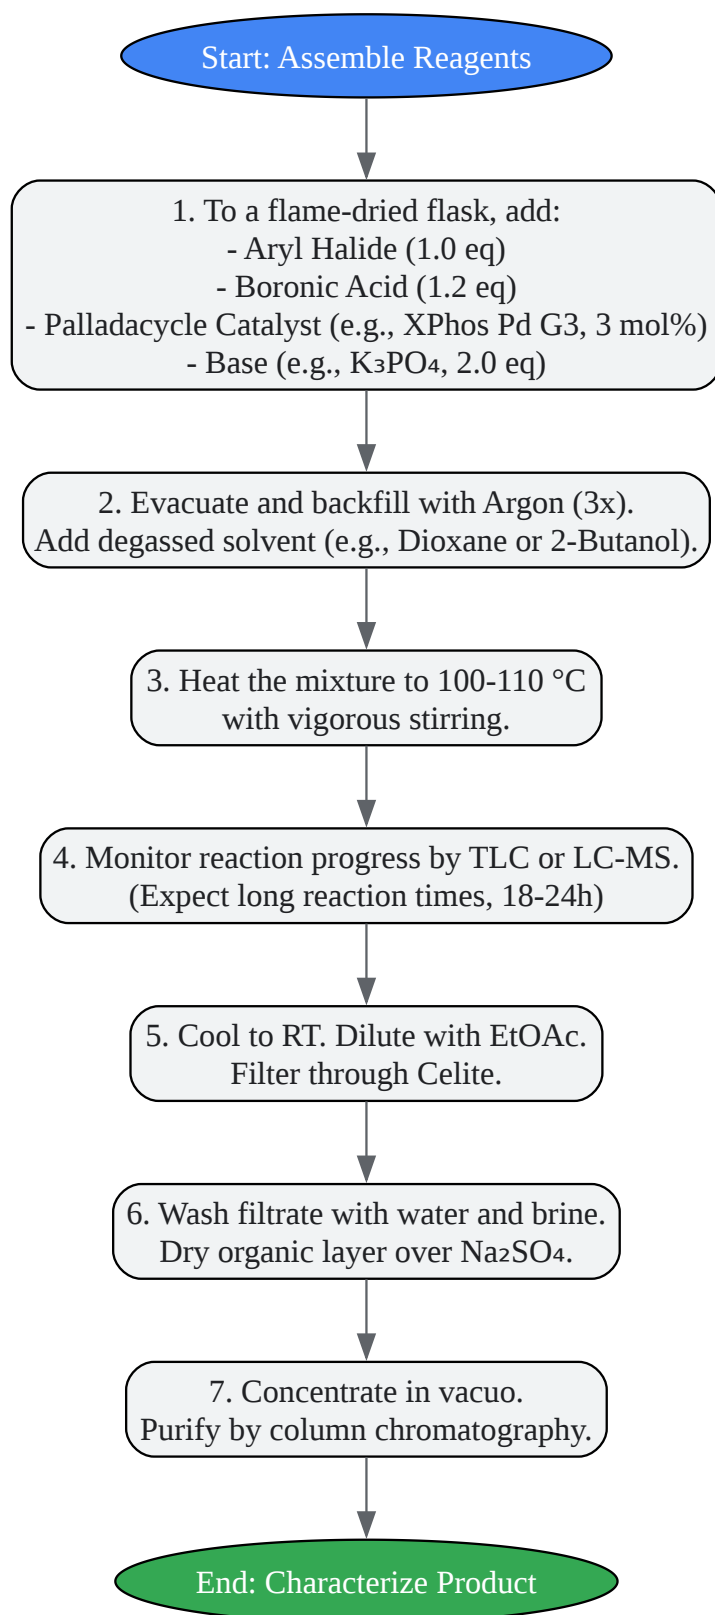 Start: Assemble Reagents
1. To a flame-dried flask, add:
- Aryl Halide (1.0 eq)
- Boronic Acid (1.2 eq)
- Palladacycle Catalyst (e.g., XPhos Pd G3, 3 mol%)
- Base (e.g., K₃PO₄, 2.0 eq)
2. Evacuate and backfill with Argon (3x).
Add degassed solvent (e.g., Dioxane or 2-Butanol).
3. Heat the mixture to 100-110 °C
with vigorous stirring.
4. Monitor reaction progress by TLC or LC-MS.
(Expect long reaction times, 18-24h)
5. Cool to RT. Dilute with EtOAc.
Filter through Celite.
6. Wash filtrate with water and brine.
Dry organic layer over Na₂SO₄.
7. Concentrate in vacuo.
Purify by column chromatography.
End: Characterize Product